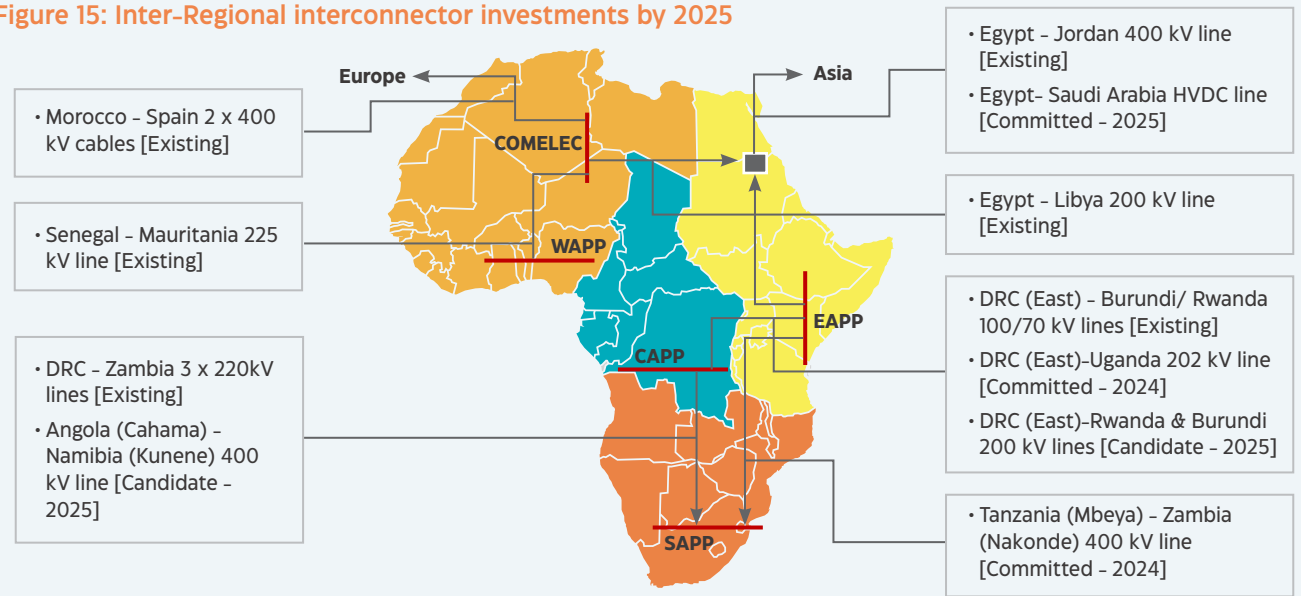 Figure 15: Inter-Regional interconnector investments by 2025
• Morocco - Spain 2 x 400
kV cables [Existing]
• Senegal - Mauritania 225
kV line [Existing]
• DRC - Zambia 3 x 220kV
lines [Existing]
• Angola (Cahama) -
Namibia (Kunene) 400
kV line [Candidate -
2025]
Europe
Asia
COMELEC
WAPP
EAPP
CAPP
SAPP
• Egypt - Jordan 400 kV line
[Existing]
• Egypt- Saudi Arabia HVDC line
[Committed - 2025]
• Egypt - Libya 200 kV line
[Existing]
• DRC (East) - Burundi/ Rwanda
100/70 kV lines [Existing]
• DRC (East)-Uganda 202 kV line
[Committed - 2024]
• DRC (East)-Rwanda & Burundi
200 kV lines [Candidate - 2025]
• Tanzania (Mbeya) - Zambia
(Nakonde) 400 kV line
[Committed - 2024]